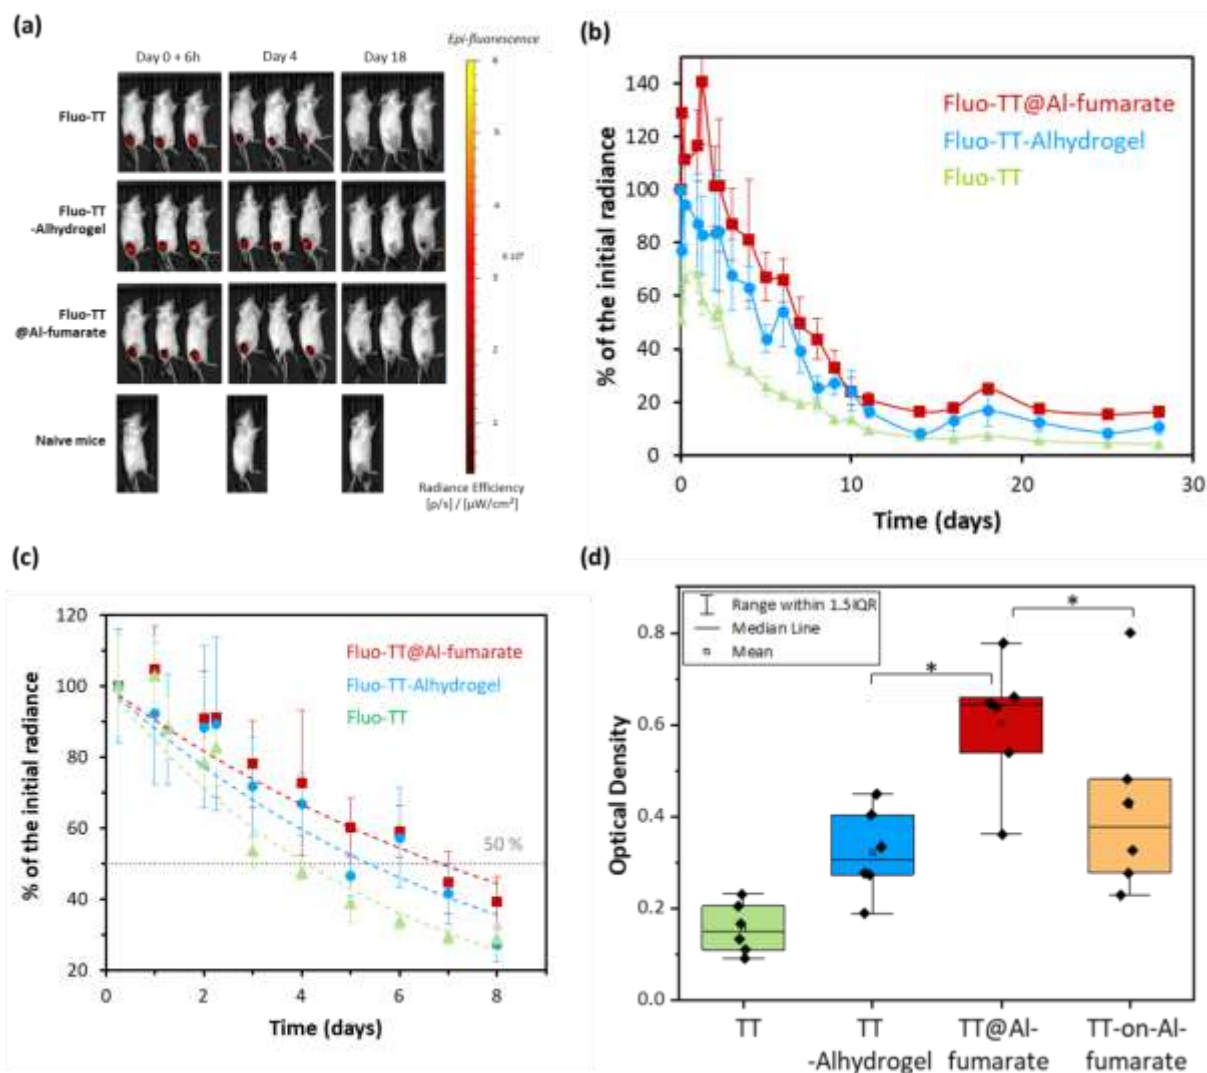 (a)
Epi-fluorescence
Day 0 + 6h
Day 4
Day 18
Fluo-TT
Fluo-TT
-Alhydrogel
Fluo-TT
@Al-fumarate
Naive mice
5
3
2
1
Radiance Efficiency
[p/s] / [µW/cm²]
(b)
140
120
100
80
60
40
20
0
% of the initial radiance
Fluo-TT@Al-fumarate
Fluo-TT-Alhydrogel
Fluo-TT
0
10
20
30
Time (days)
(c)
120
100
80
60
40
20
% of the initial radiance
Fluo-TT@Al-fumarate
Fluo-TT-Alhydrogel
Fluo-TT
50 %
0
2
4
6
8
Time (days)
(d)
Range within 1.5IQR
Median Line
Mean
*
*
0.8
0.6
0.4
0.2
0.0
Optical Density
TT
TT
-Alhydrogel
TT@Al-
fumarate
TT-on-Al-
fumarate